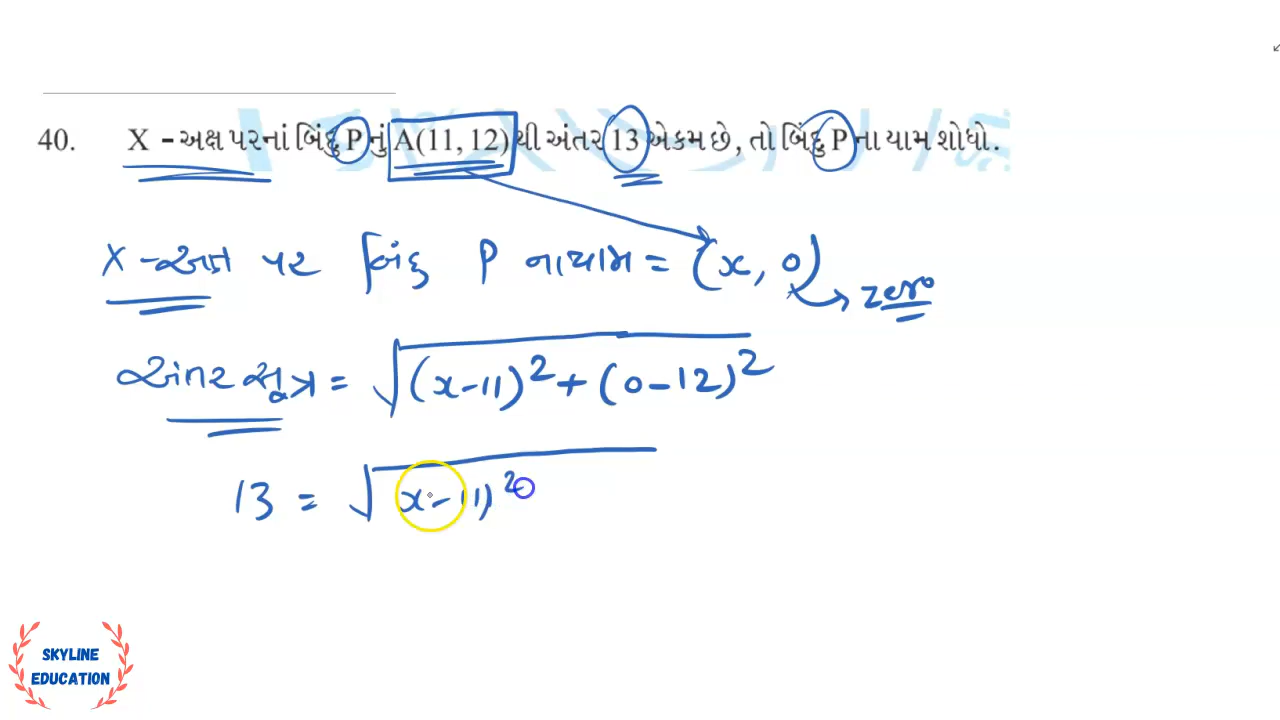 40. X - અક્ષ પરનાં બિંદુ P નું A(11, 12) થી અંતર 13 એકમ છે, તો બિંદુ P ના યામ શોધો.
X - અક્ષ પર બિંદુ P ના યામ = (x, 0) → zero
અંતર સૂત્ર = √(x-11)² + (0-12)²
13 = √x-11)²
SKYLINE
EDUCATION